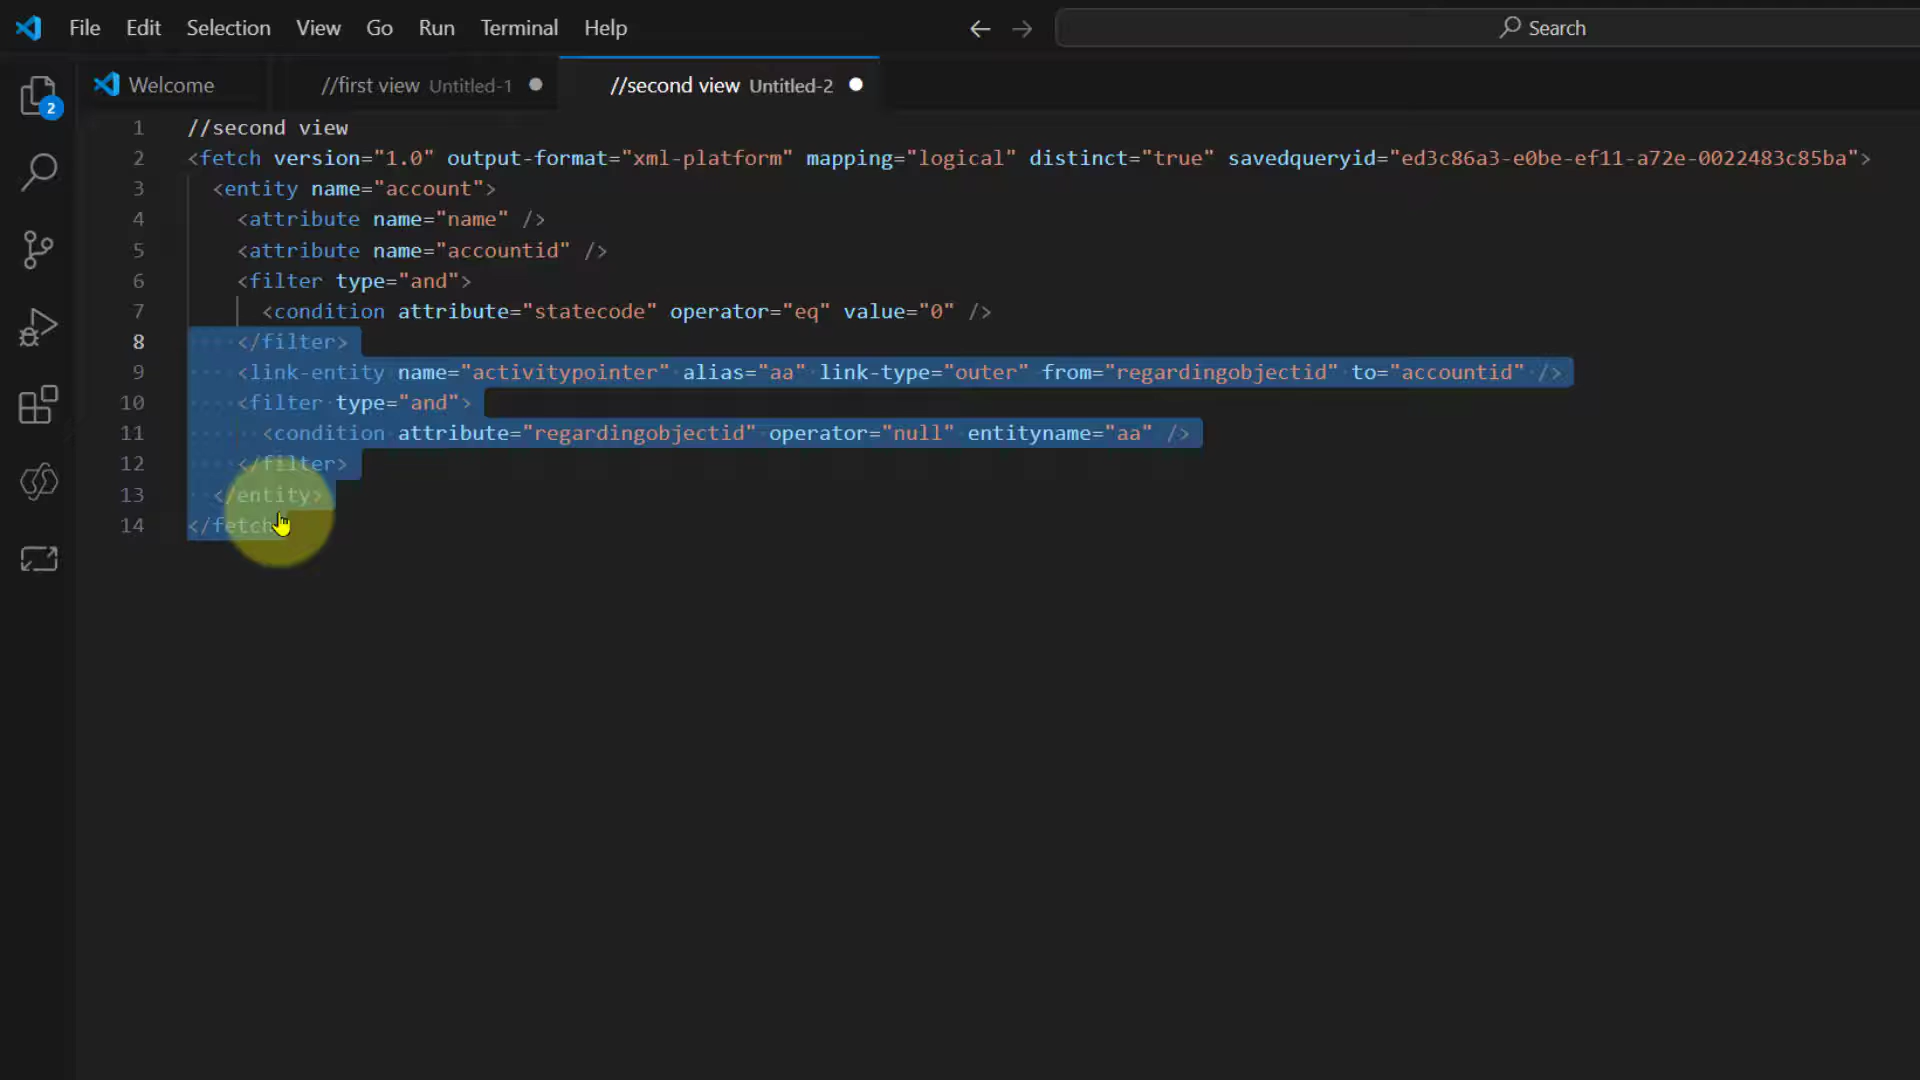 File Edit Selection View Go Run Terminal Help Search
Welcome //first view Untitled-1 //second view Untitled-2
2
1 //second view
2 <fetch version="1.0" output-format="xml-platform" mapping="logical" distinct="true" savedqueryid="ed3c86a3-e0be-ef11-a72e-0022483c85ba">
3 <entity name="account">
4 <attribute name="name" />
5 <attribute name="accountid" />
6 <filter type="and">
7 <condition attribute="statecode" operator="eq" value="0" />
8 </filter>
9 <link-entity name="activitypointer" alias="aa" link-type="outer" from="regardingobjectid" to="accountid" />
10 <filter type="and">
11 <condition attribute="regardingobjectid" operator="null" entityname="aa" />
12 </filter>
13 </entity>
14 </fetch